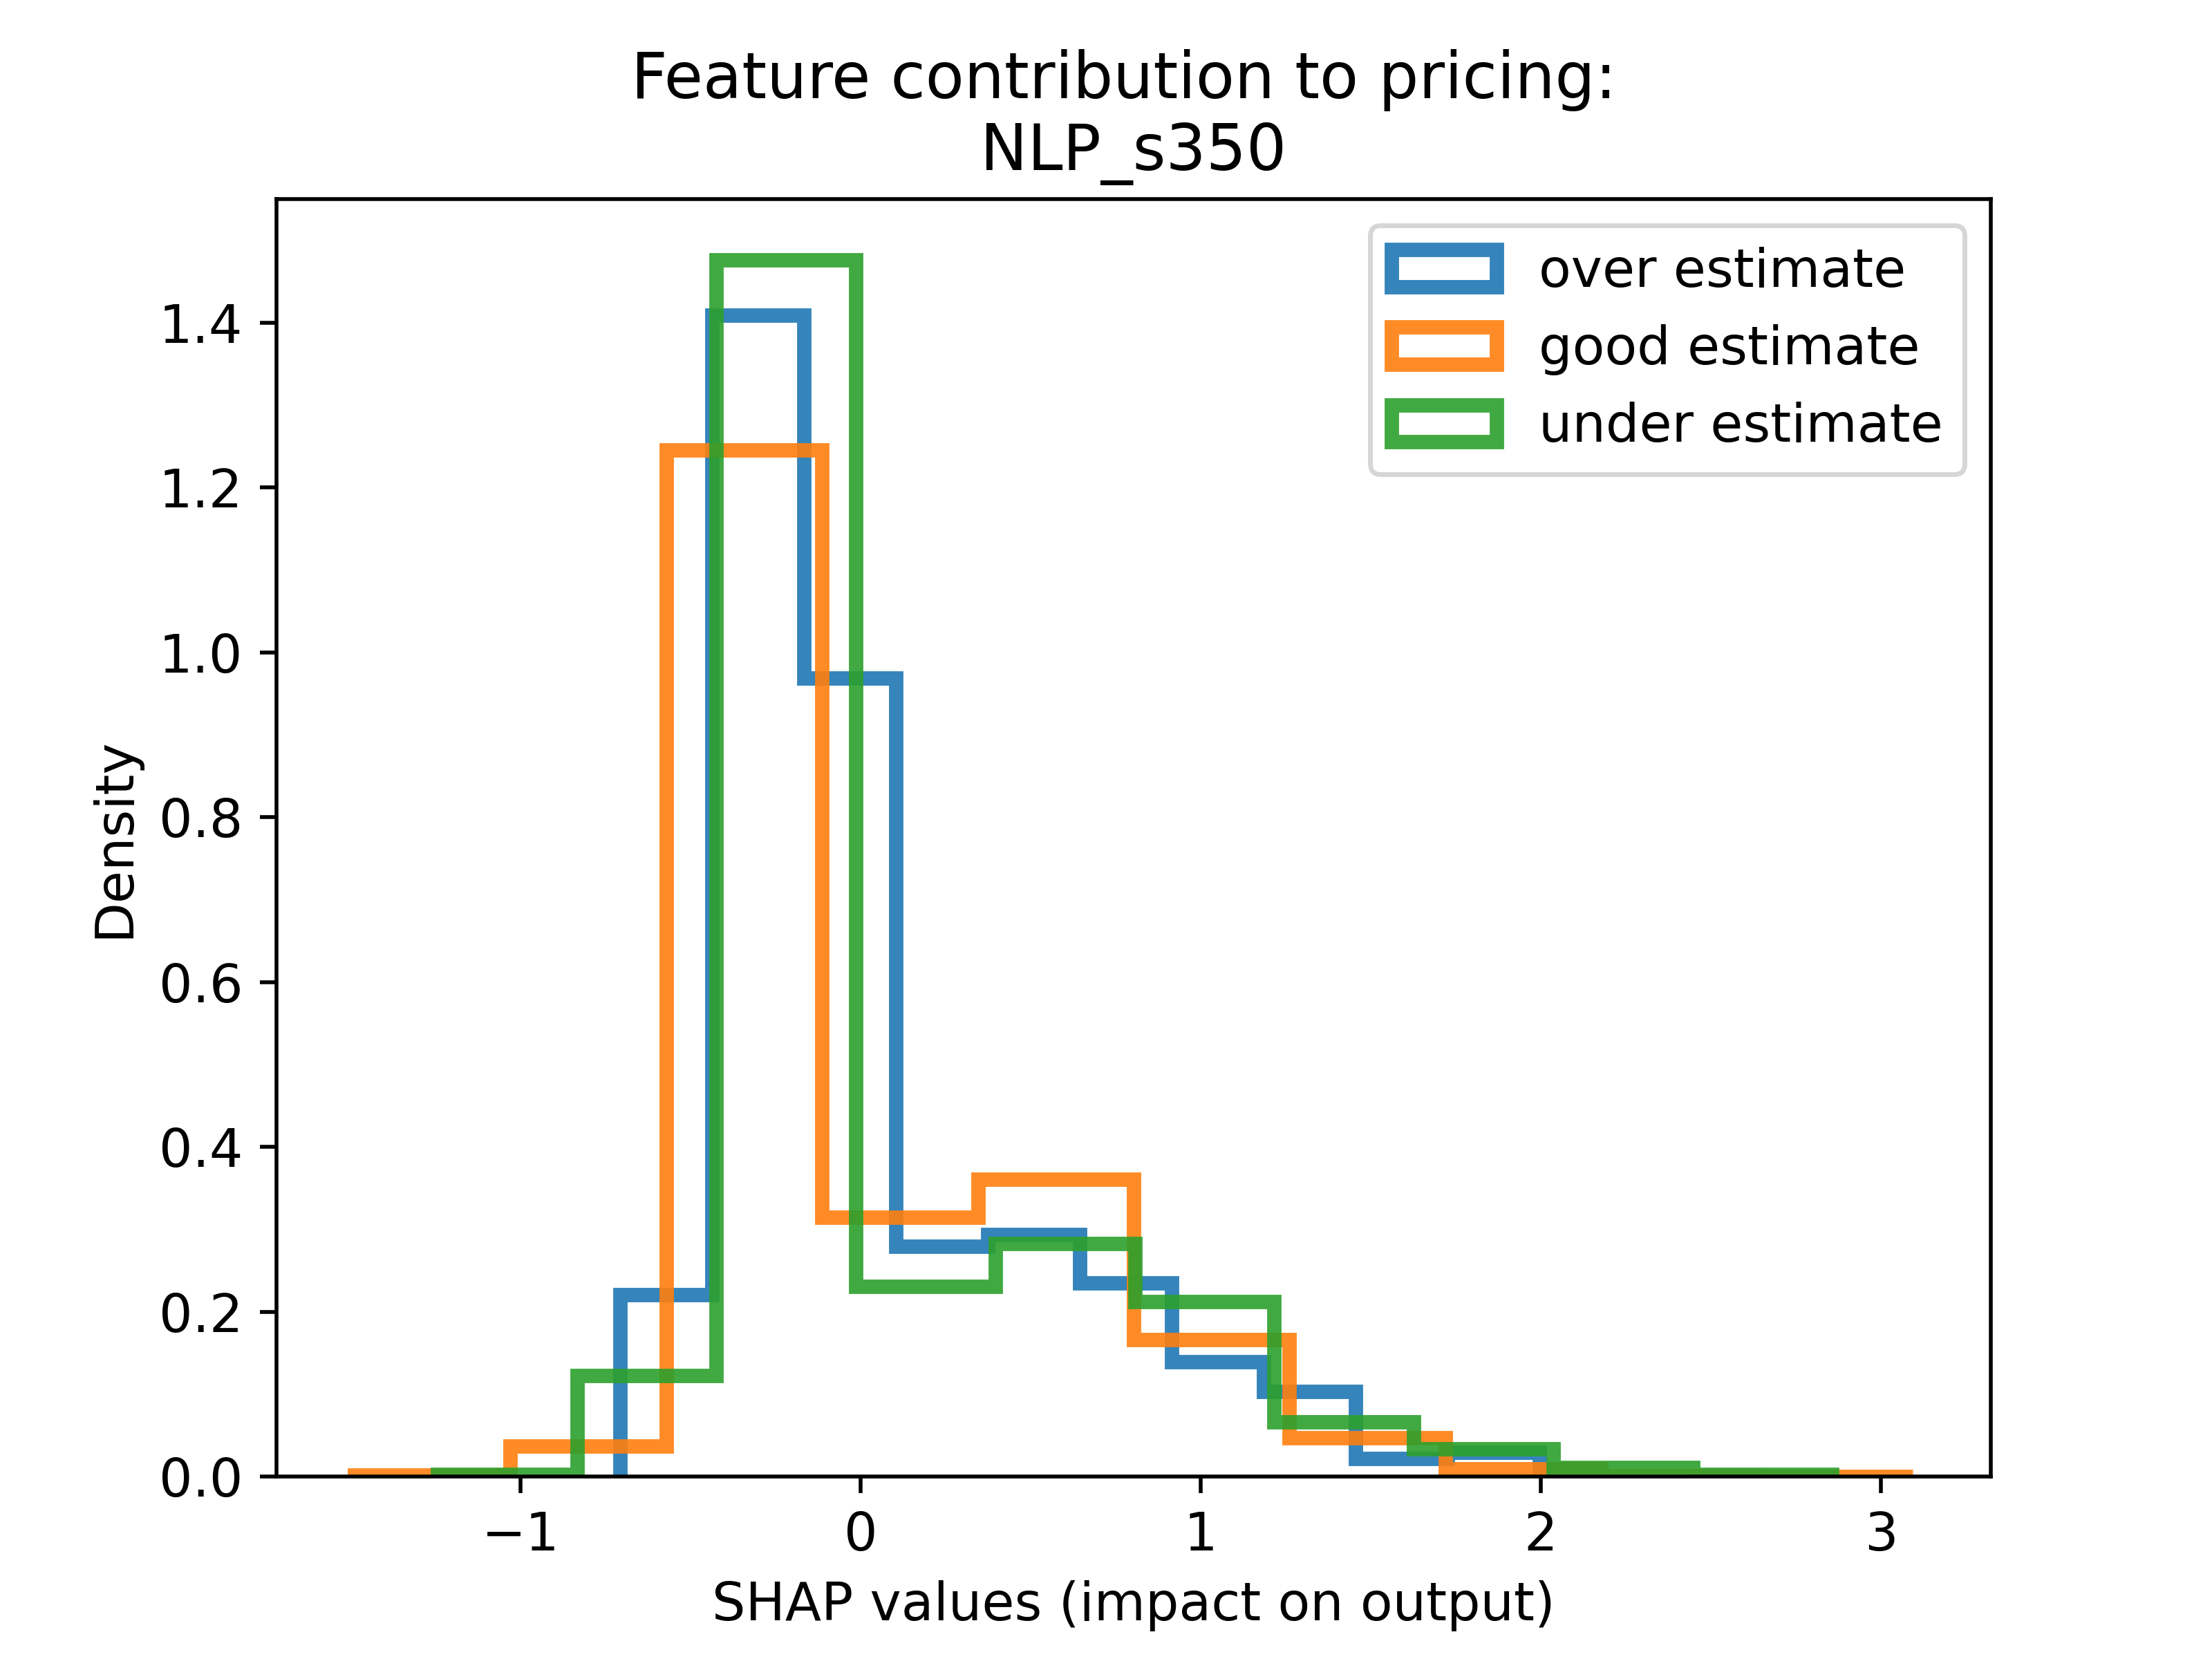 Feature contribution to pricing:
NLP_s350
over estimate
good estimate
under estimate
1.4
1.2
1.0
0.8
0.6
0.4
0.2
0.0
Density
−1
0
1
2
3
SHAP values (impact on output)